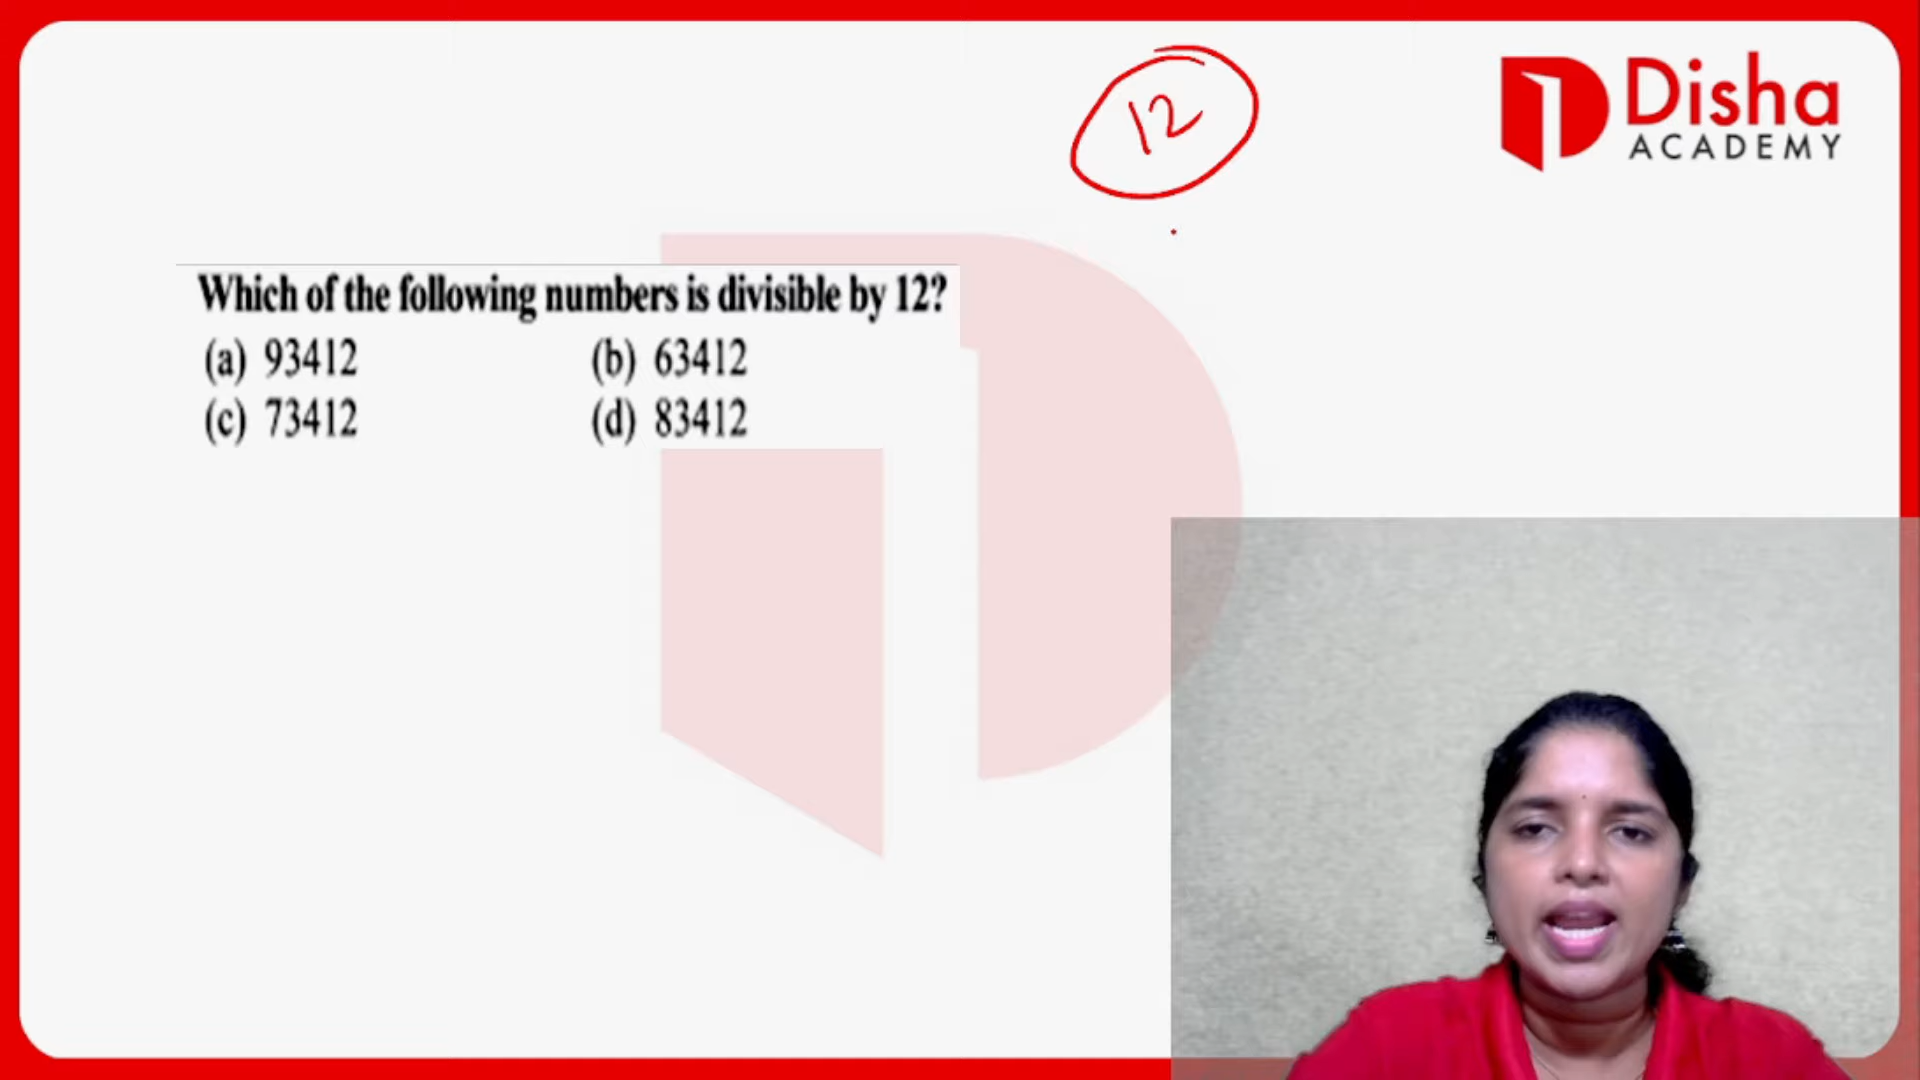 12
Disha
ACADEMY
Which of the following numbers is divisible by 12?
(a) 93412 (b) 63412
(c) 73412 (d) 83412